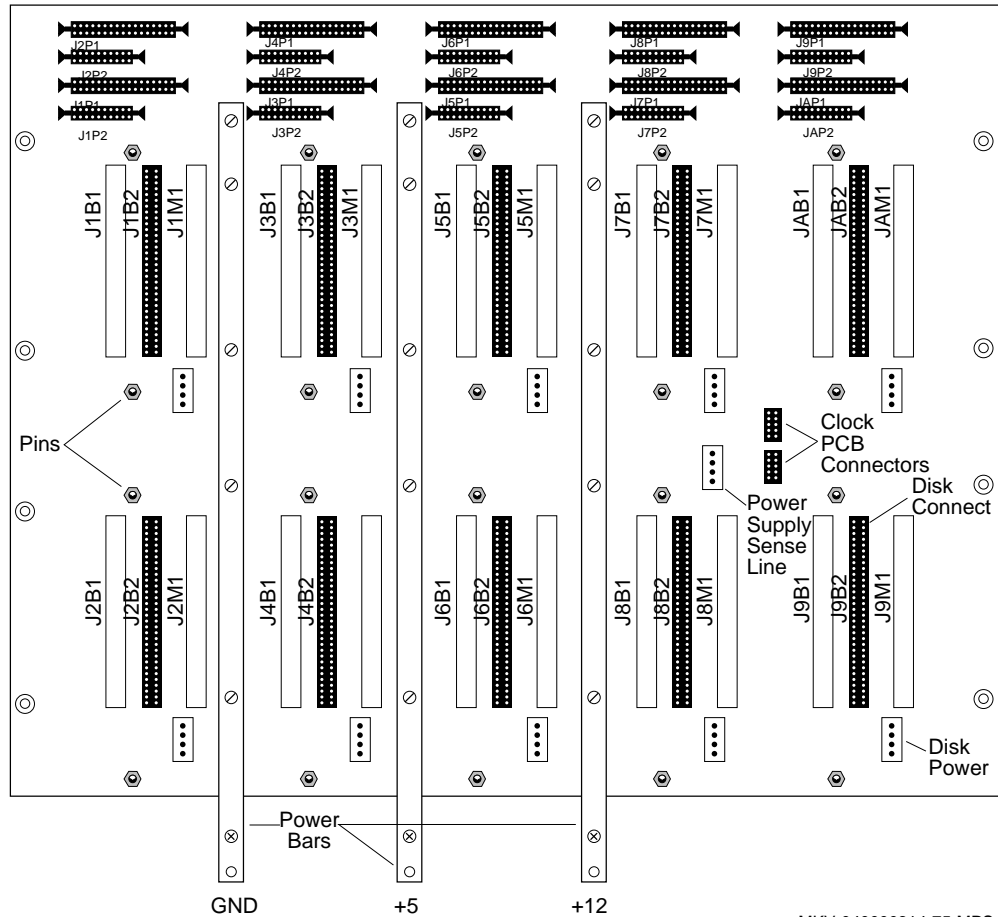 J2P1 J4P1 J6P1 J8P1 J9P1
J2P2 J4P2 J6P2 J8P2 J9P2
J1P1 J3P1 J5P1 J7P1 JAP1
J1P2 J3P2 J5P2 J7P2 JAP2
J1B1 J1B2 J1M1 J3B1 J3B2 J3M1 J5B1 J5B2 J5M1 J7B1 J7B2 J7M1 JAB1 JAB2 JAM1
Pins
Clock
PCB
Connectors
Disk
Connect
Power
Supply
Sense
Line
J2B1 J2B2 J2M1 J4B1 J4B2 J6B1 J6B2 J6M1 J8B1 J8B2 J8M1 J9B1 J9B2 J9M1
Disk
Power
Power
Bars
GND +5 +12